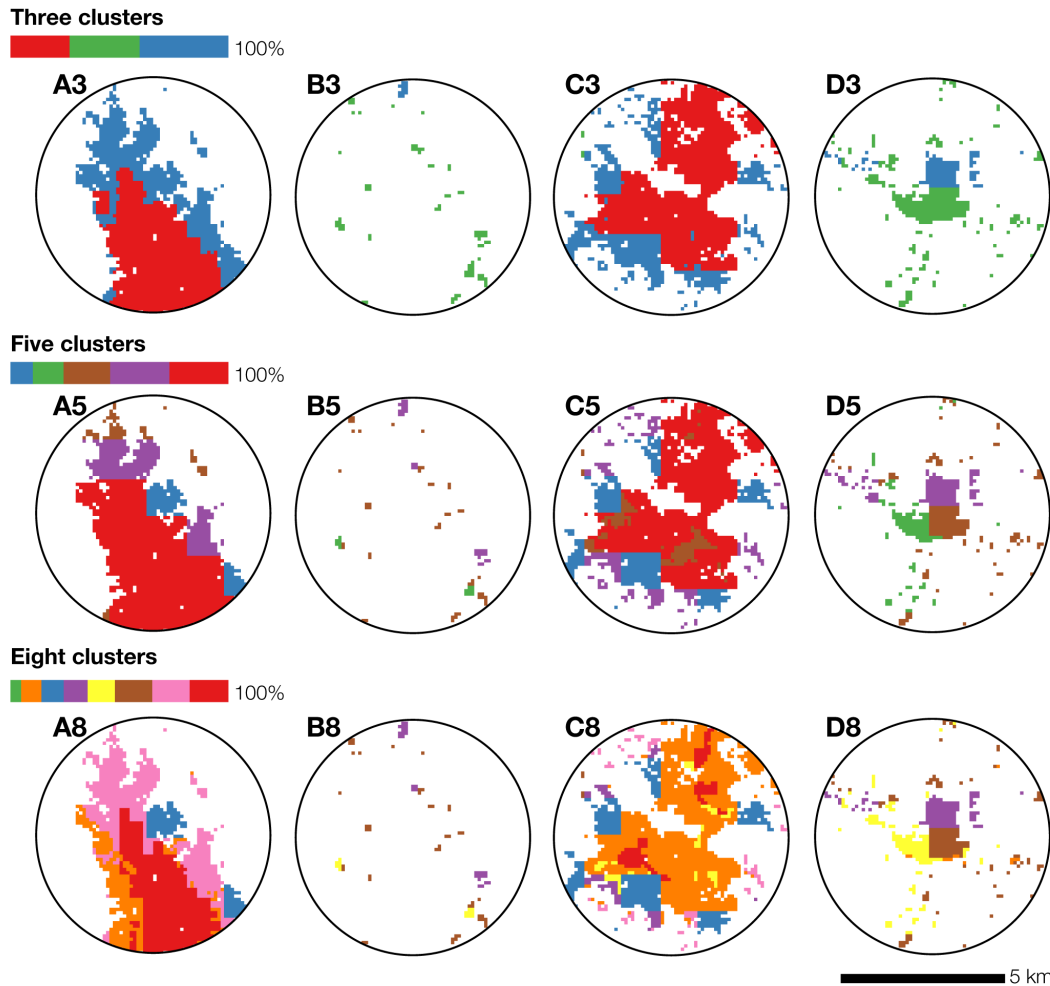 Three clusters
100%
A3 B3 C3 D3
Five clusters
100%
A5 B5 C5 D5
Eight clusters
100%
A8 B8 C8 D8
5 km